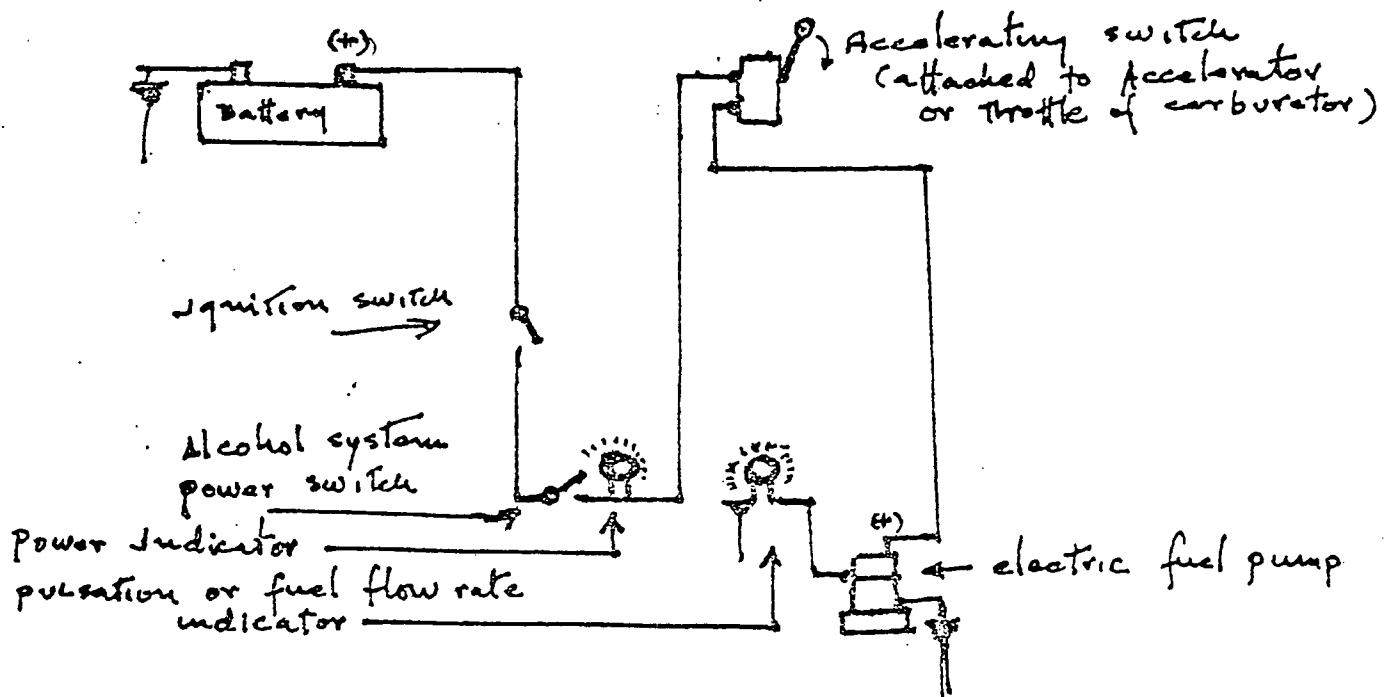 (+)
Battery
Accelerating switch
(attached to Accelerator
or Throttle of carburetor)
Ignition switch
Alcohol system
power switch
Power Indicator
pulsation or fuel flow rate
indicator
(+)
electric fuel pump